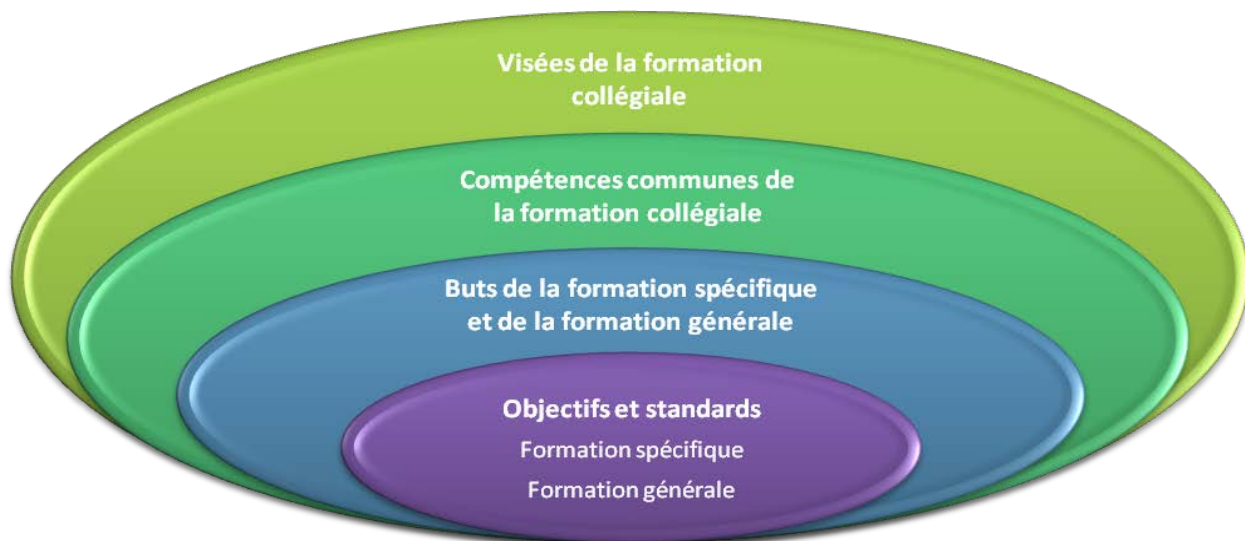 Visées de la formation
collégiale
Compétences communes de
la formation collégiale
Buts de la formation spécifique
et de la formation générale
Objectifs et standards
Formation spécifique
Formation générale